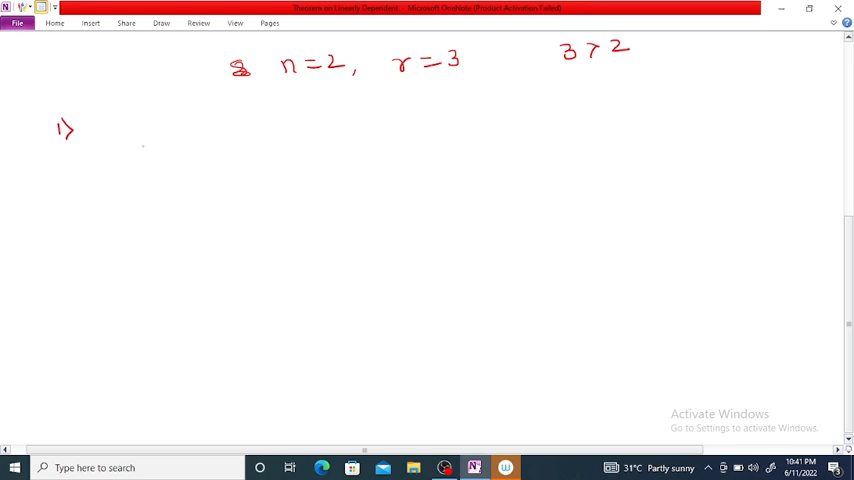 Theorem on Linearly Dependent - Microsoft OneNote (Product Activation Failed)
File Home Insert Share Draw Review View Pages
n=2, r=3 3>2
1)
Activate Windows
Go to Settings to activate Windows.
Type here to search
31°C Partly sunny
10:41 PM
6/11/2022
3